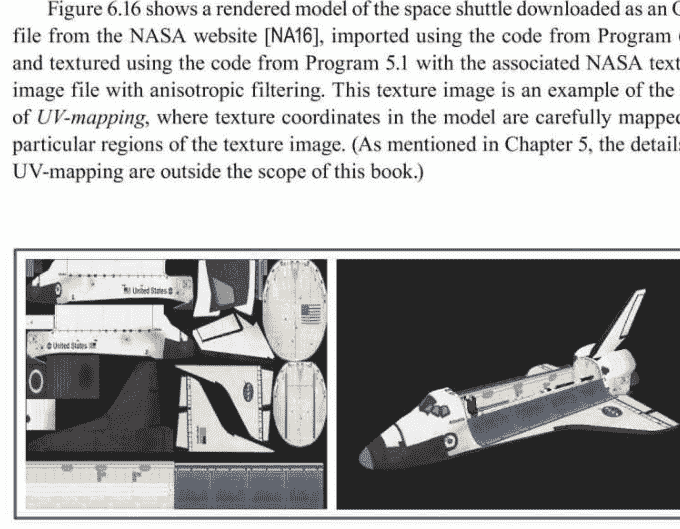 Figure 6.16 shows a rendered model of the space shuttle downloaded as an
file from the NASA website [NA16], imported using the code from Program
and textured using the code from Program 5.1 with the associated NASA text
image file with anisotropic filtering. This texture image is an example of the
of UV-mapping, where texture coordinates in the model are carefully mapped
particular regions of the texture image. (As mentioned in Chapter 5, the details
UV-mapping are outside the scope of this book.)
United States
United States